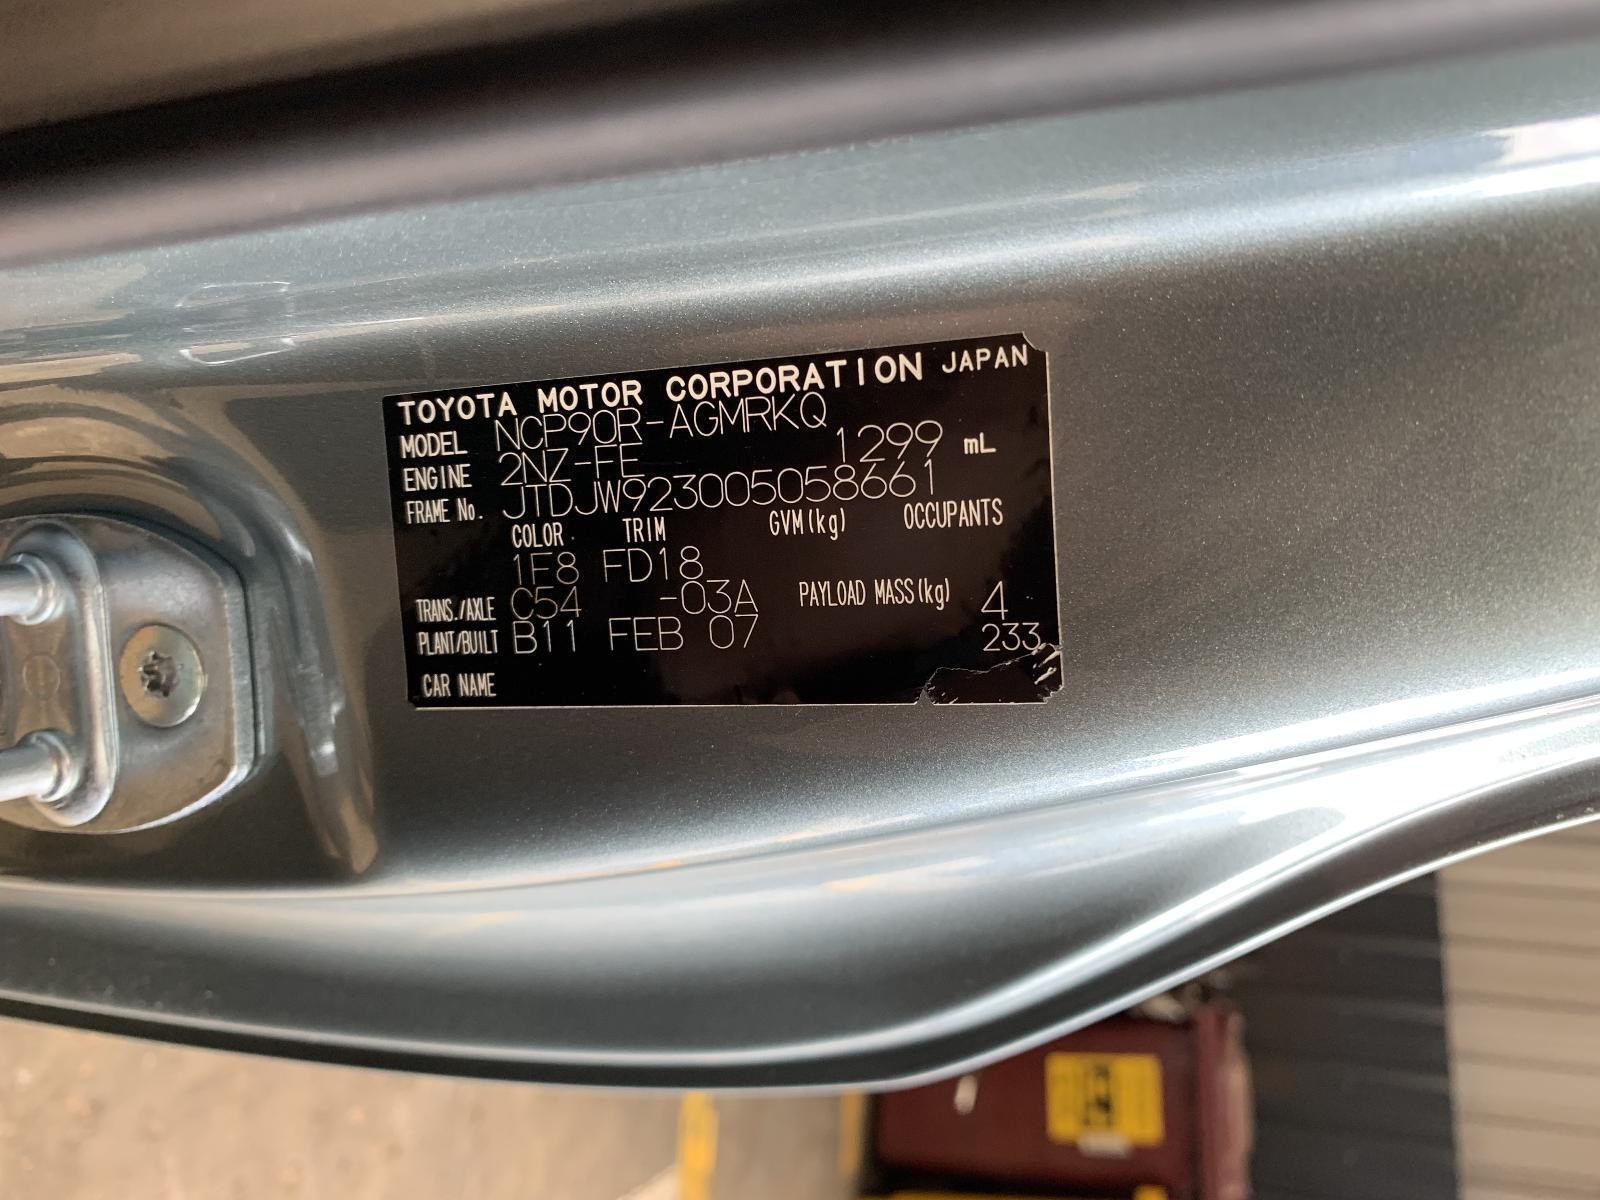 TOYOTA MOTOR CORPORATION JAPAN
MODEL NCP90R-AGMRKQ
ENGINE 2NZ-FE 1299 mL
FRAME No. JTDJW923005058661
COLOR TRIM GVM(kg) OCCUPANTS
1F8 FD18
TRANS./AXLE C54 -03A PAYLOAD MASS(kg) 4
PLANT/BUILT B11 FEB 07 233
CAR NAME